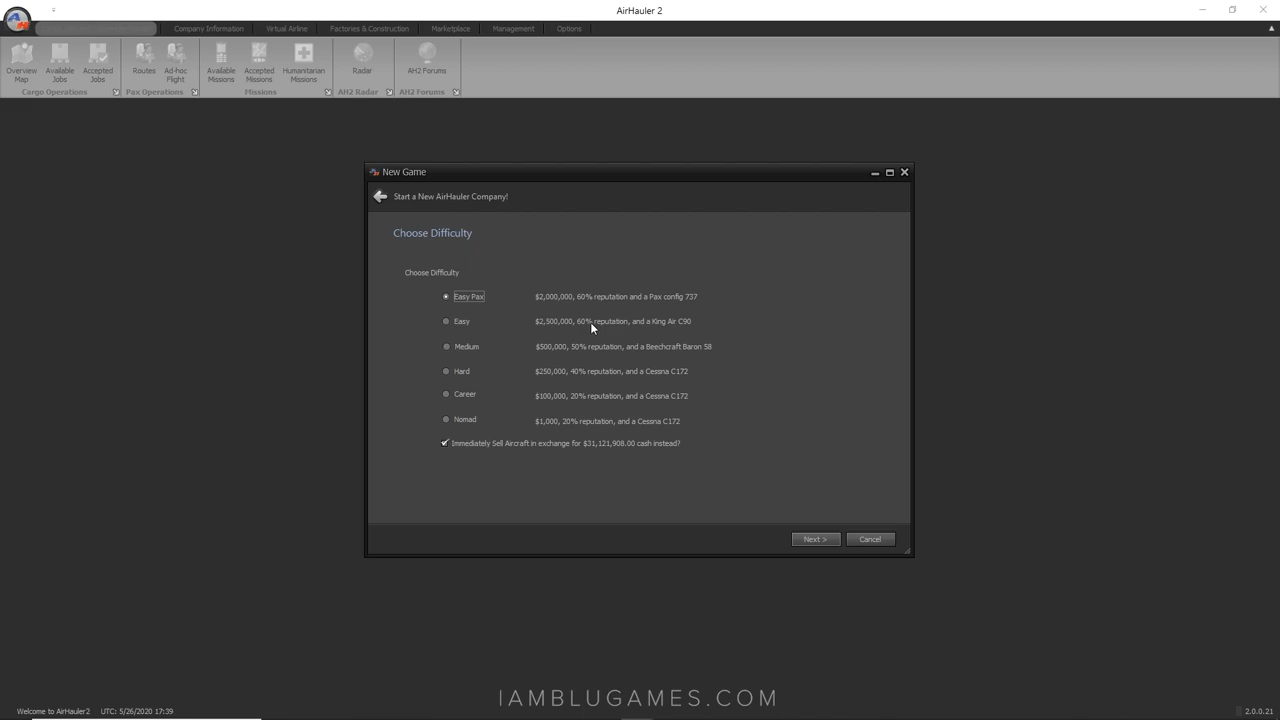 AirHauler 2
Company Information
Virtual Airline
Factories & Construction
Marketplace
Management
Options
Overview Map
Available Jobs
Accepted Jobs
Routes
Ad-hoc Flight
Available Missions
Accepted Missions
Humanitarian Missions
Radar
AH2 Forums
Cargo Operations
Pax Operations
Missions
AH2 Radar
AH2 Forums
New Game
Start a New AirHauler Company!
Choose Difficulty
Choose Difficulty
Easy Pax $2,000,000, 60% reputation and a Pax config 737
Easy $2,500,000, 60% reputation, and a King Air C90
Medium $500,000, 50% reputation, and a Beechcraft Baron 58
Hard $250,000, 40% reputation, and a Cessna C172
Career $100,000, 20% reputation, and a Cessna C172
Nomad $1,000, 20% reputation, and a Cessna C172
Immediately Sell Aircraft in exchange for $31,121,908.00 cash instead?
Next >
Cancel
IAMBLUGAMES.COM
Welcome to AirHauler2 UTC: 5/26/2020 17:39
2.0.0.21